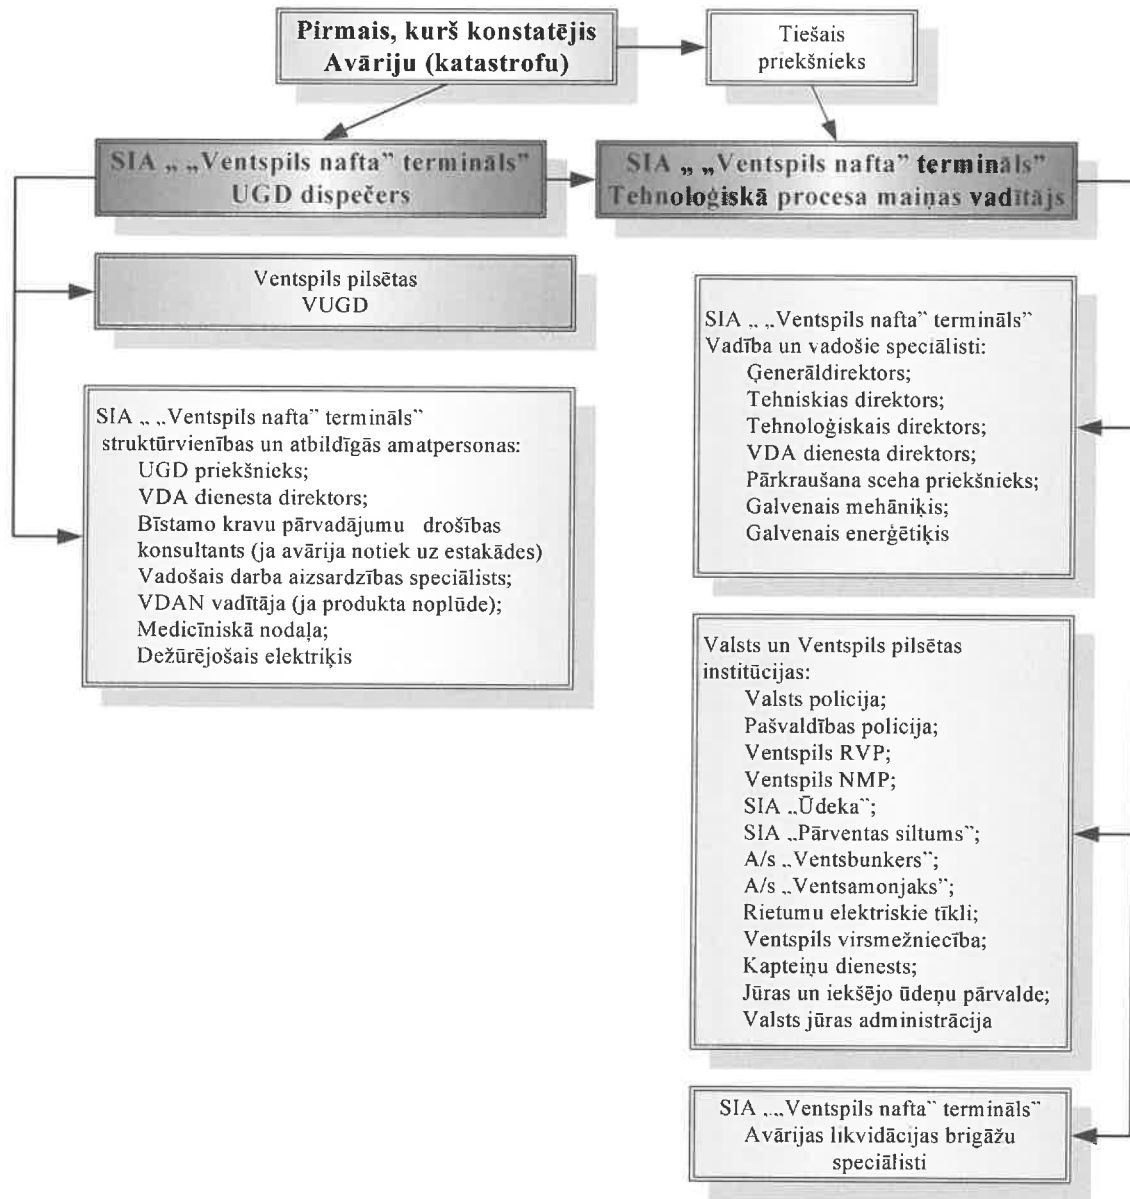 Pirmais, kurš konstatējis
Avāriju (katastrofu)
Tiešais
priekšnieks
SIA „ „Ventspils nafta” termināls”
UGD dispečers
SIA „ „Ventspils nafta” termināls”
Tehnoloģiskā procesa maiņas vadītājs
Ventspils pilsētas
VUGD
SIA „ „Ventspils nafta” termināls”
struktūrvienības un atbildīgās amatpersonas:
UGD priekšnieks;
VDA dienesta direktors;
Bīstamo kravu pārvadājumu drošības
konsultants (ja avārija notiek uz estakādes)
Vadošais darba aizsardzības speciālists;
VDAN vadītāja (ja produkta noplūde);
Medicīniskā nodaļa;
Dežūrējošais elektriķis
SIA „ „Ventspils nafta” termināls”
Vadība un vadošie speciālisti:
Ģenerāldirektors;
Tehniskias direktors;
Tehnoloģiskais direktors;
VDA dienesta direktors;
Pārkraušana sceha priekšnieks;
Galvenais mehāniķis;
Galvenais enerģētiķis
Valsts un Ventspils pilsētas
institūcijas:
Valsts policija;
Pašvaldības policija;
Ventspils RVP;
Ventspils NMP;
SIA „Ūdeka”;
SIA „Pārventas siltums”;
A/s „Ventsbunkers”;
A/s „Ventsamonjaks”;
Rietumu elektriskie tīkli;
Ventspils virsmežniecība;
Kapteiņu dienests;
Jūras un iekšējo ūdeņu pārvalde;
Valsts jūras administrācija
SIA „ „Ventspils nafta” termināls”
Avārijas likvidācijas brigāžu
speciālisti